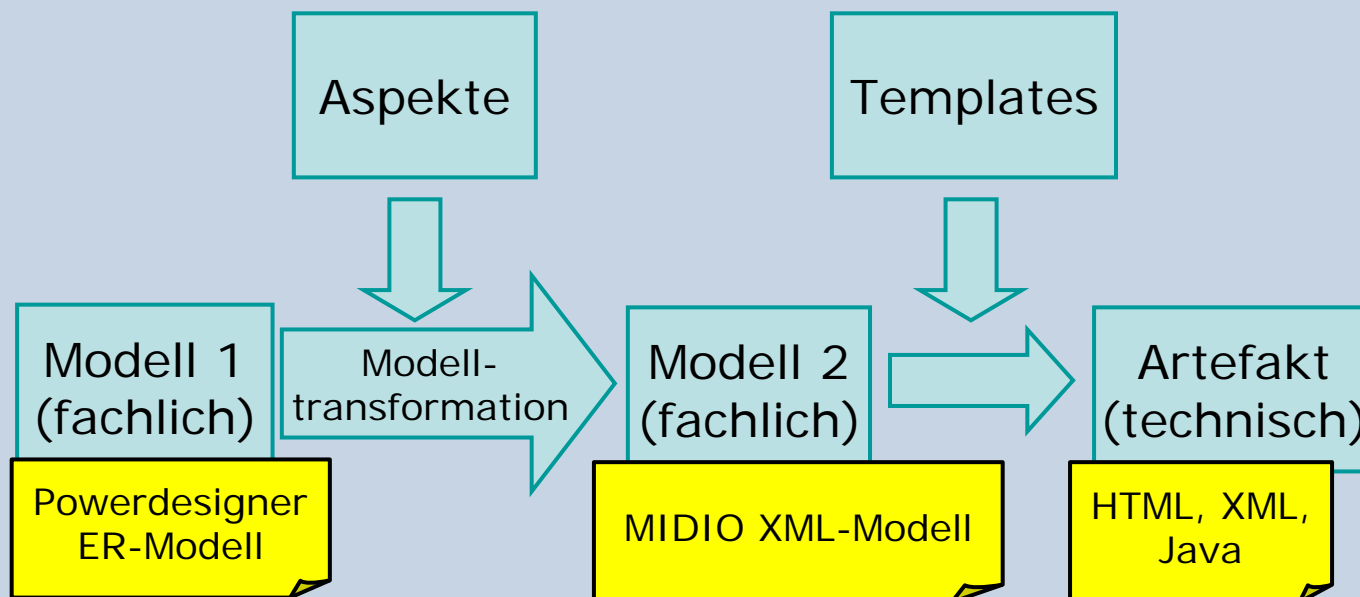 Aspekte
Templates
Modell 1
(fachlich)
Modell-
transformation
Modell 2
(fachlich)
Artefakt
(technisch)
Powerdesigner
ER-Modell
MIDIO XML-Modell
HTML, XML,
Java